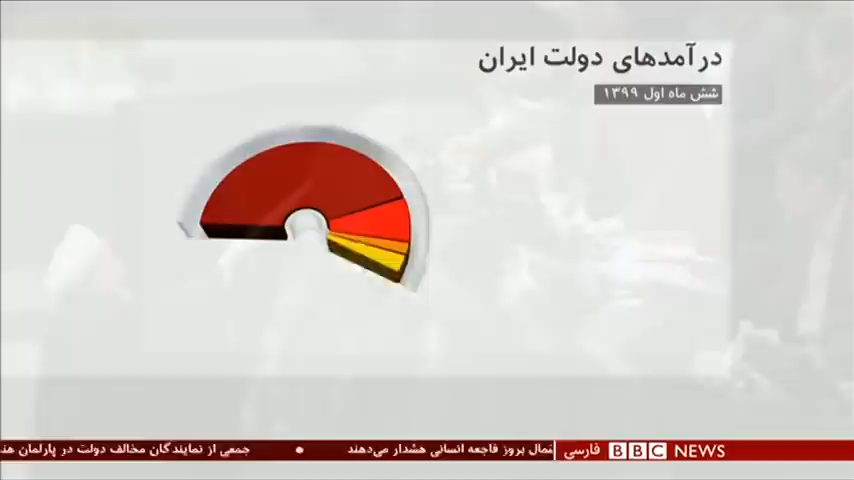 درآمدهای دولت ایران
شش ماه اول ۱۳۹۹
BBC NEWS فارسی
احتمال بروز فاجعه انسانی هشدار می‌دهند • جمعی از نمایندگان مخالف دولت در پارلمان